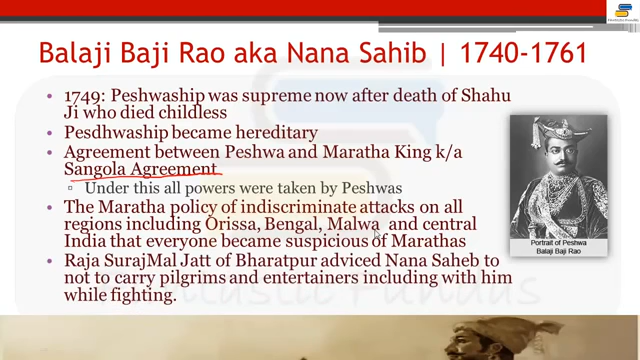 Balaji Baji Rao aka Nana Sahib | 1740-1761
• 1749: Peshwaship was supreme now after death of Shahu
Ji who died childless
• Pesdhwaship became hereditary
• Agreement between Peshwa and Maratha King k/a
Sangola Agreement
▫ Under this all powers were taken by Peshwas
• The Maratha policy of indiscriminate attacks on all
regions including Orissa, Bengal, Malwa and central
India that everyone became suspicious of Marathas
• Raja SurajMal Jatt of Bharatpur adviced Nana Saheb to
not to carry pilgrims and entertainers including with him
while fighting.
Portrait of Peshwa
Balaji Baji Rao
Fantastic Fundas